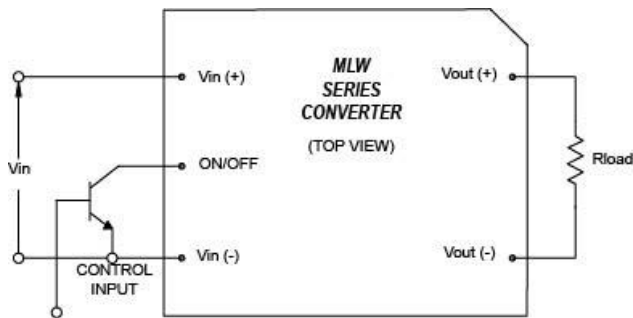 MLW
SERIES
CONVERTER
(TOP VIEW)
Vin (+)
Vout (+)
Vin
ON/OFF
Rload
Vin (-)
Vout (-)
CONTROL
INPUT